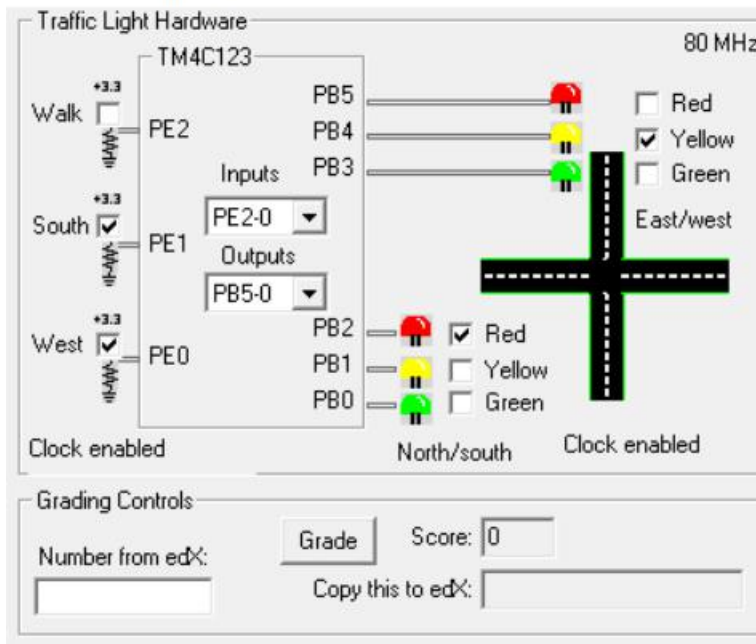 Traffic Light Hardware
80 MHz
TM4C123
+3.3
Walk
PE2
PB5
Red
PB4
Yellow
PB3
Green
Inputs
PE2-0
East/west
+3.3
South
PE1
Outputs
PB5-0
+3.3
West
PE0
PB2
Red
PB1
Yellow
PB0
Green
Clock enabled
North/south
Clock enabled
Grading Controls
Number from edX:
Grade
Score: 0
Copy this to edX: